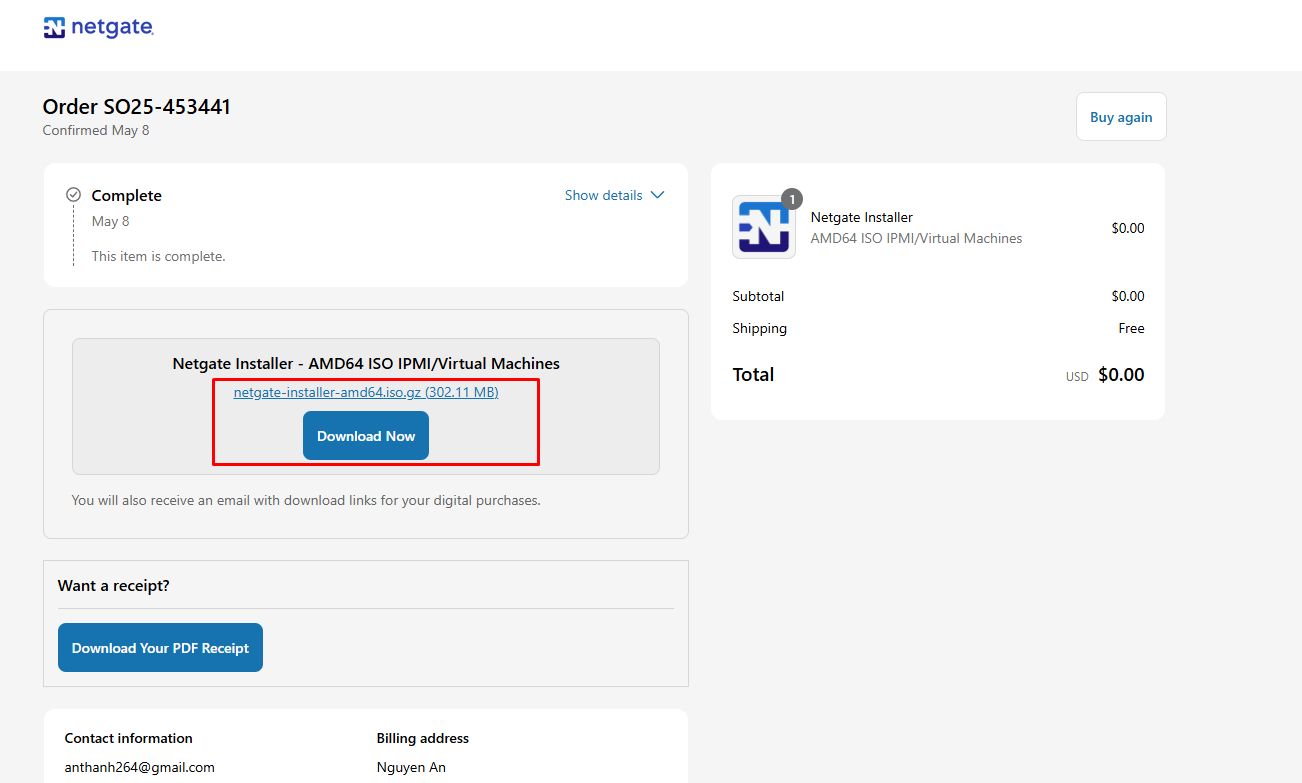 netgate
Order SO25-453441
Confirmed May 8
Buy again
Complete
Show details
May 8
This item is complete.
Netgate Installer - AMD64 ISO IPMI/Virtual Machines
netgate-installer-amd64.iso.gz (302.11 MB)
Download Now
You will also receive an email with download links for your digital purchases.
Want a receipt?
Download Your PDF Receipt
Contact information
anthanh264@gmail.com
Billing address
Nguyen An
1
Netgate Installer
AMD64 ISO IPMI/Virtual Machines
$0.00
Subtotal $0.00
Shipping Free
Total USD $0.00